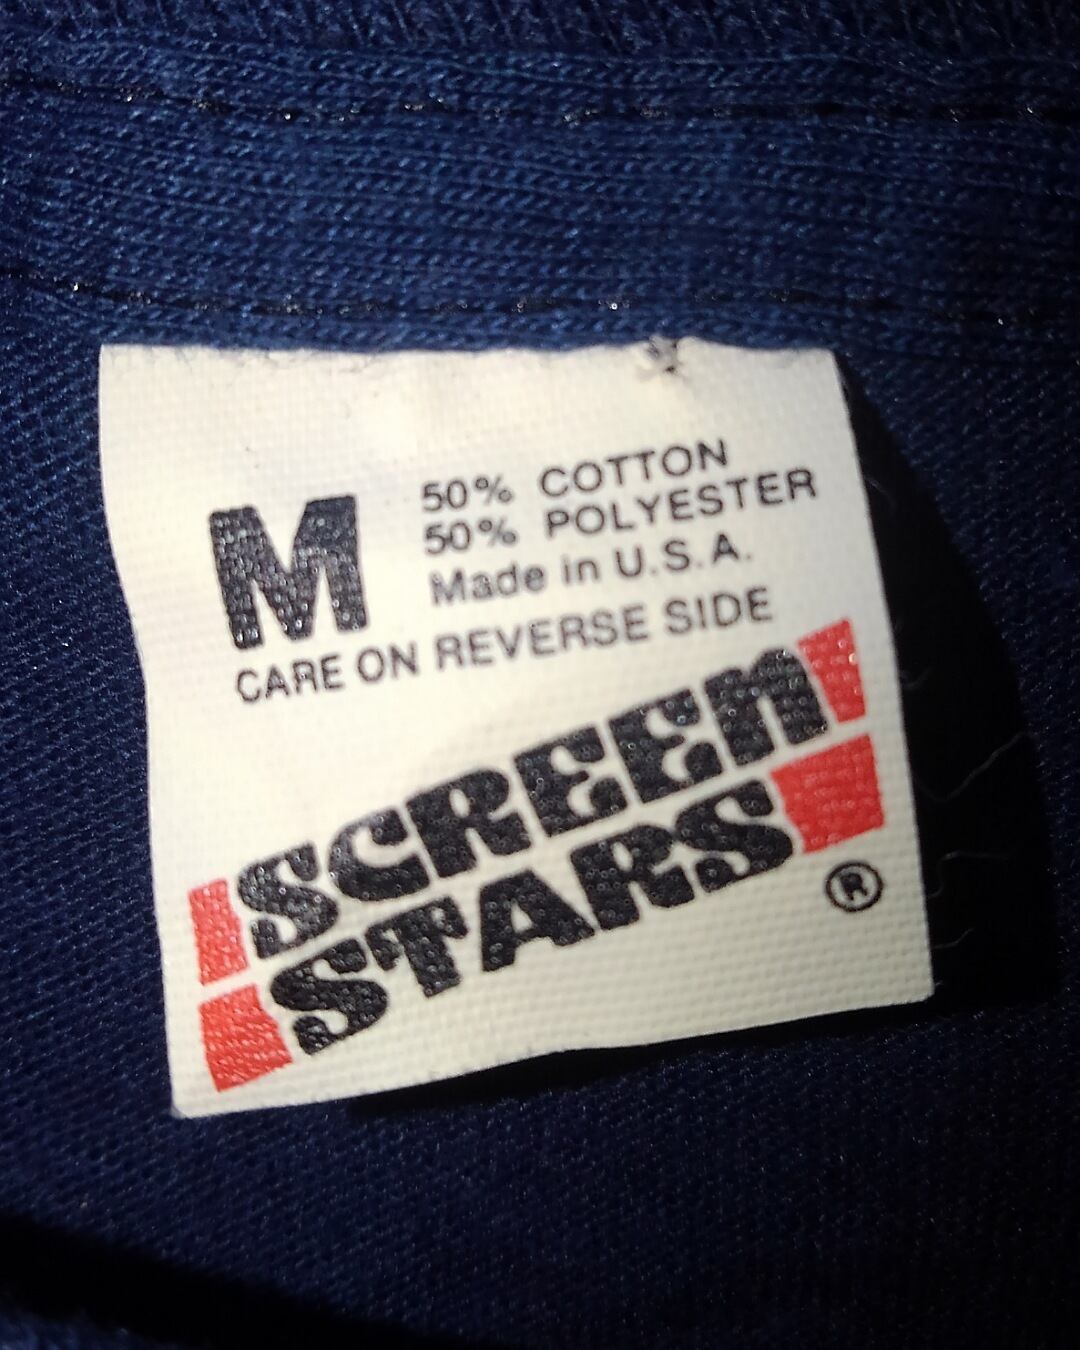 M
50% COTTON
50% POLYESTER
Made in U.S.A.
CARE ON REVERSE SIDE
SCREEN
STARS
®